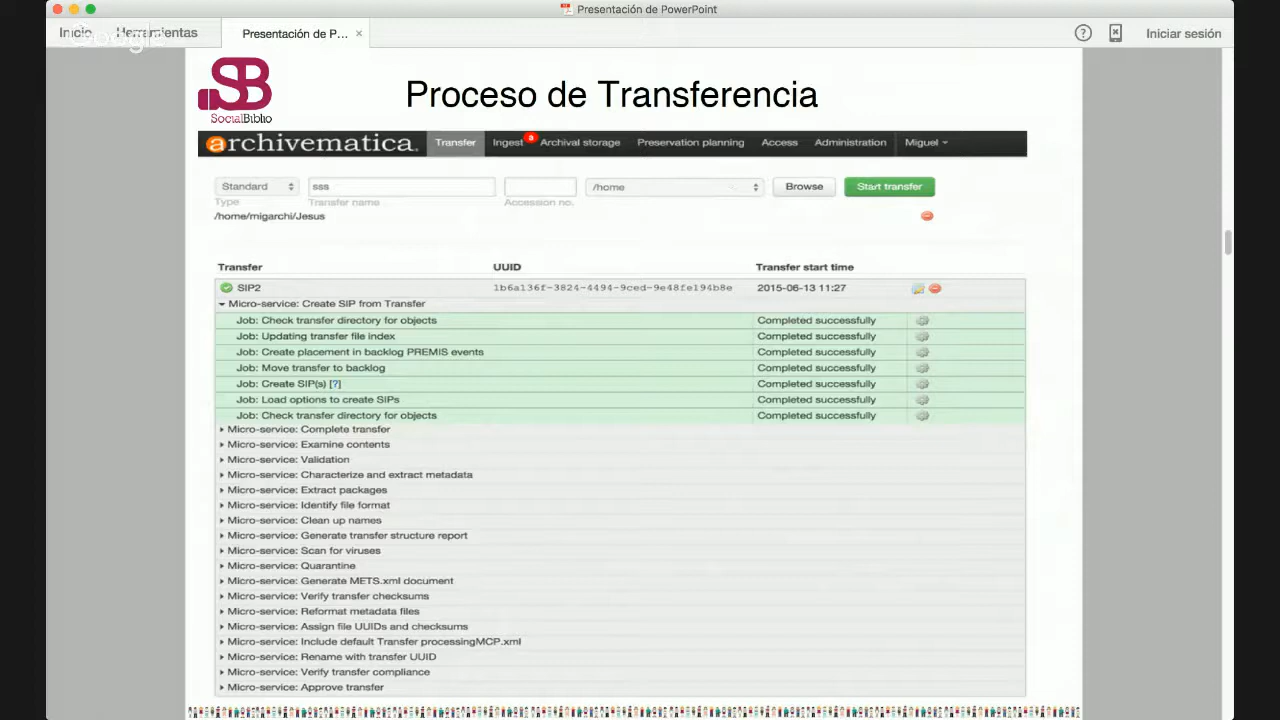 Presentación de PowerPoint
Inicio Herramientas Presentación de P... × ? Iniciar sesión
Google
SB
SocialBiblio
Proceso de Transferencia
archivematica. Transfer Ingest a Archival storage Preservation planning Access Administration Miguel
Standard sss /home Browse Start transfer
Type Transfer name Accession no.
/home/migarchi/Jesus
Transfer UUID Transfer start time
SIP2 1b6a136f-3824-4494-9ced-9e48fe194b8e 2015-06-13 11:27
Micro-service: Create SIP from Transfer
Job: Check transfer directory for objects Completed successfully
Job: Updating transfer file index Completed successfully
Job: Create placement in backlog PREMIS events Completed successfully
Job: Move transfer to backlog Completed successfully
Job: Create SIP(s) [?] Completed successfully
Job: Load options to create SIPs Completed successfully
Job: Check transfer directory for objects Completed successfully
Micro-service: Complete transfer
Micro-service: Examine contents
Micro-service: Validation
Micro-service: Characterize and extract metadata
Micro-service: Extract packages
Micro-service: Identify file format
Micro-service: Clean up names
Micro-service: Generate transfer structure report
Micro-service: Scan for viruses
Micro-service: Quarantine
Micro-service: Generate METS.xml document
Micro-service: Verify transfer checksums
Micro-service: Reformat metadata files
Micro-service: Assign file UUIDs and checksums
Micro-service: Include default Transfer processingMCP.xml
Micro-service: Rename with transfer UUID
Micro-service: Verify transfer compliance
Micro-service: Approve transfer